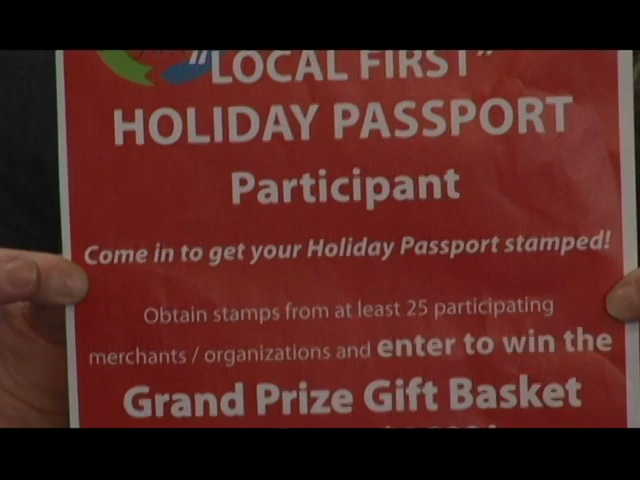 "LOCAL FIRST"
HOLIDAY PASSPORT
Participant
Come in to get your Holiday Passport stamped!
Obtain stamps from at least 25 participating
merchants / organizations and enter to win the
Grand Prize Gift Basket